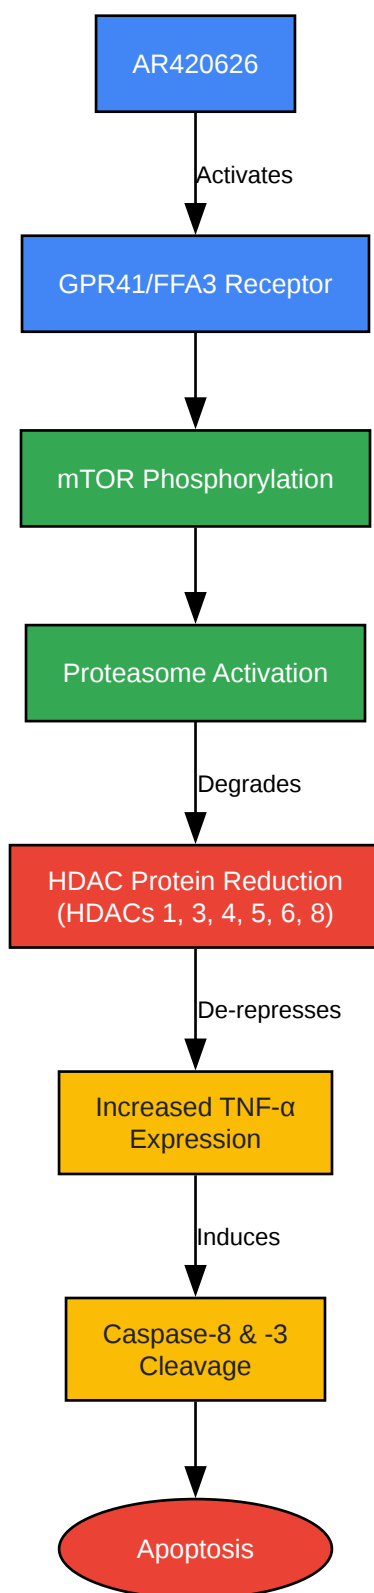 AR420626
Activates
GPR41/FFA3 Receptor
mTOR Phosphorylation
Proteasome Activation
Degrades
HDAC Protein Reduction
(HDACs 1, 3, 4, 5, 6, 8)
De-represses
Increased TNF-α
Expression
Induces
Caspase-8 & -3
Cleavage
Apoptosis